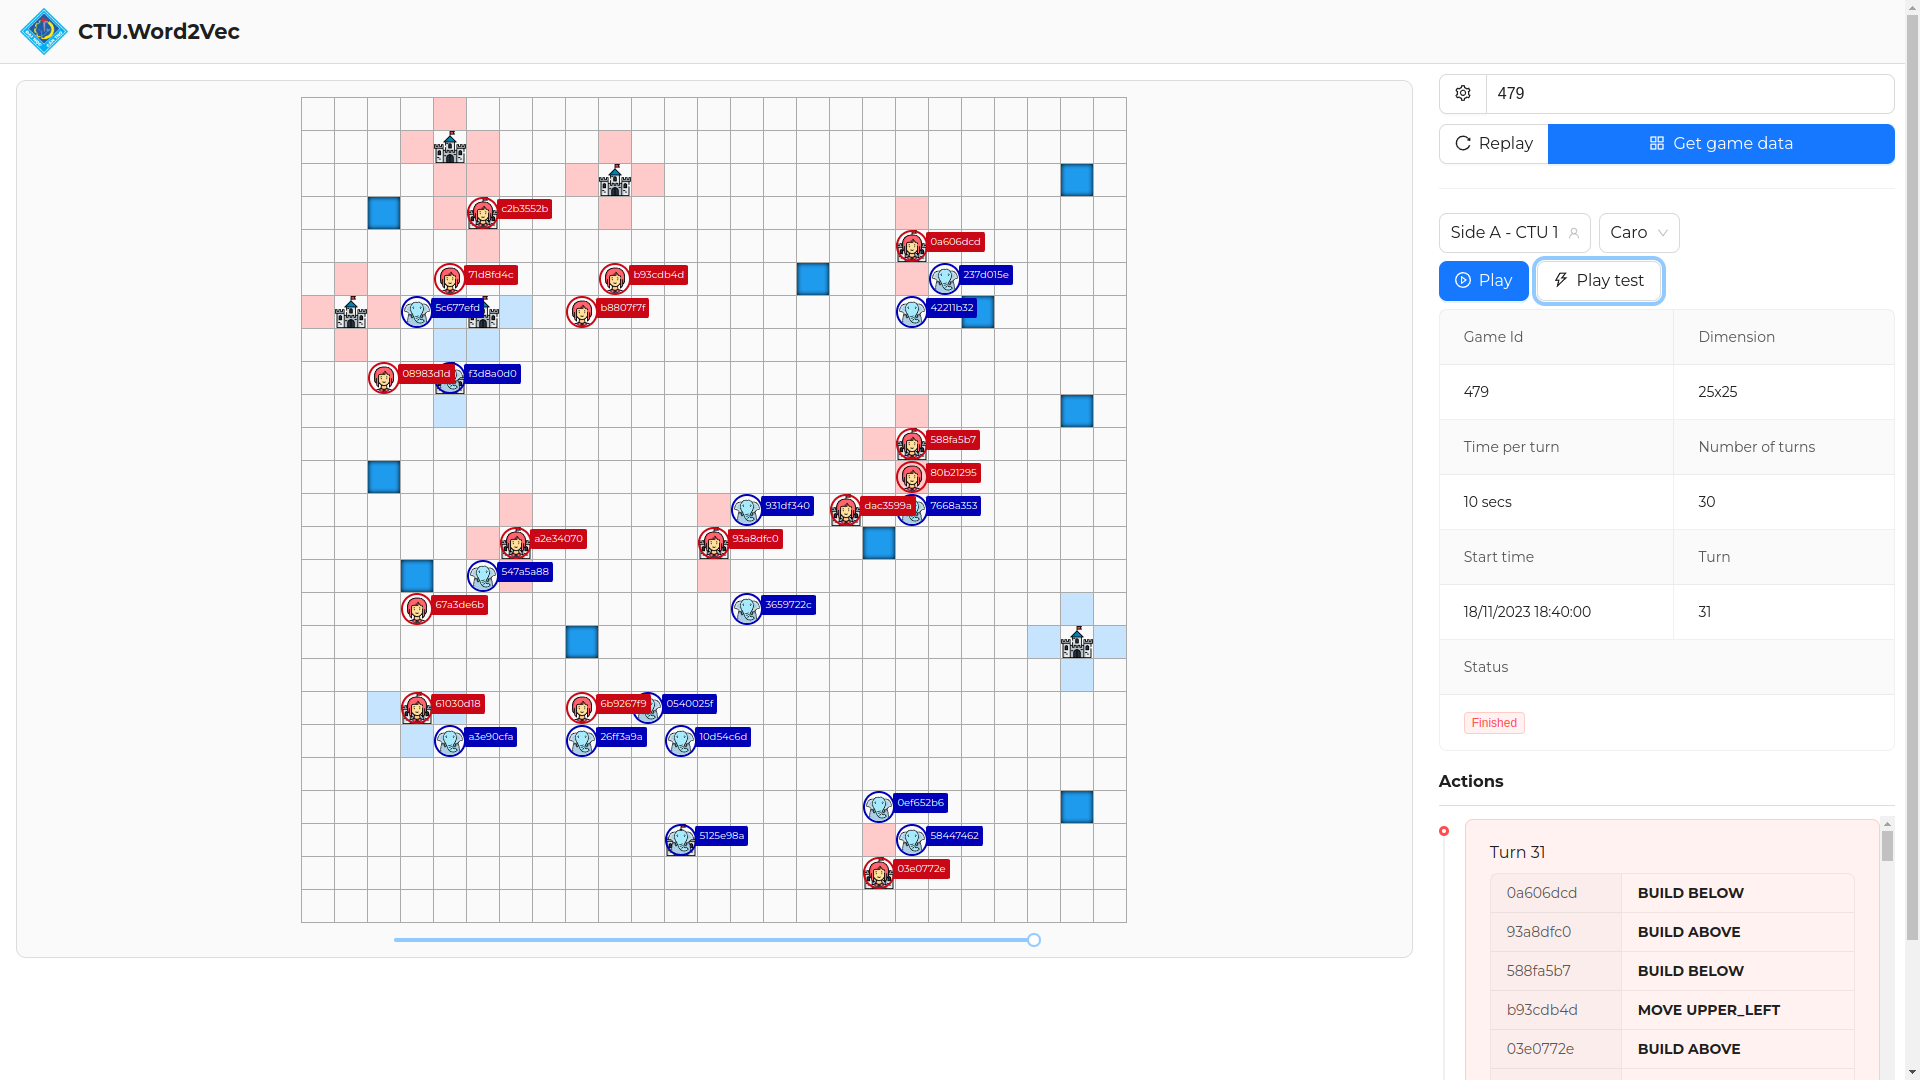 CTU.Word2Vec
479
Replay
Get game data
Side A - CTU 1
Caro
Play
Play test
Game Id
Dimension
479
25x25
Time per turn
Number of turns
10 secs
30
Start time
Turn
18/11/2023 18:40:00
31
Status
Finished
Actions
Turn 31
0a606dcd BUILD BELOW
93a8dfc0 BUILD ABOVE
588fa5b7 BUILD BELOW
b93cdb4d MOVE UPPER_LEFT
03e0772e BUILD ABOVE
c2b3552b
0a606dcd
71d8fd4c
b93cdb4d
237d015e
5c677efd
b8807f7f
42211b32
08983d1d
f3d8a0d0
588fa5b7
80b21295
931df340
dac3599a
7668a353
a2e34070
93a8dfc0
547a5a88
67a3de6b
3659722c
61030d18
6b9267f9
0540025f
a3e90cfa
26ff3a9a
10d54c6d
0ef652b6
5125e98a
58447462
03e0772e